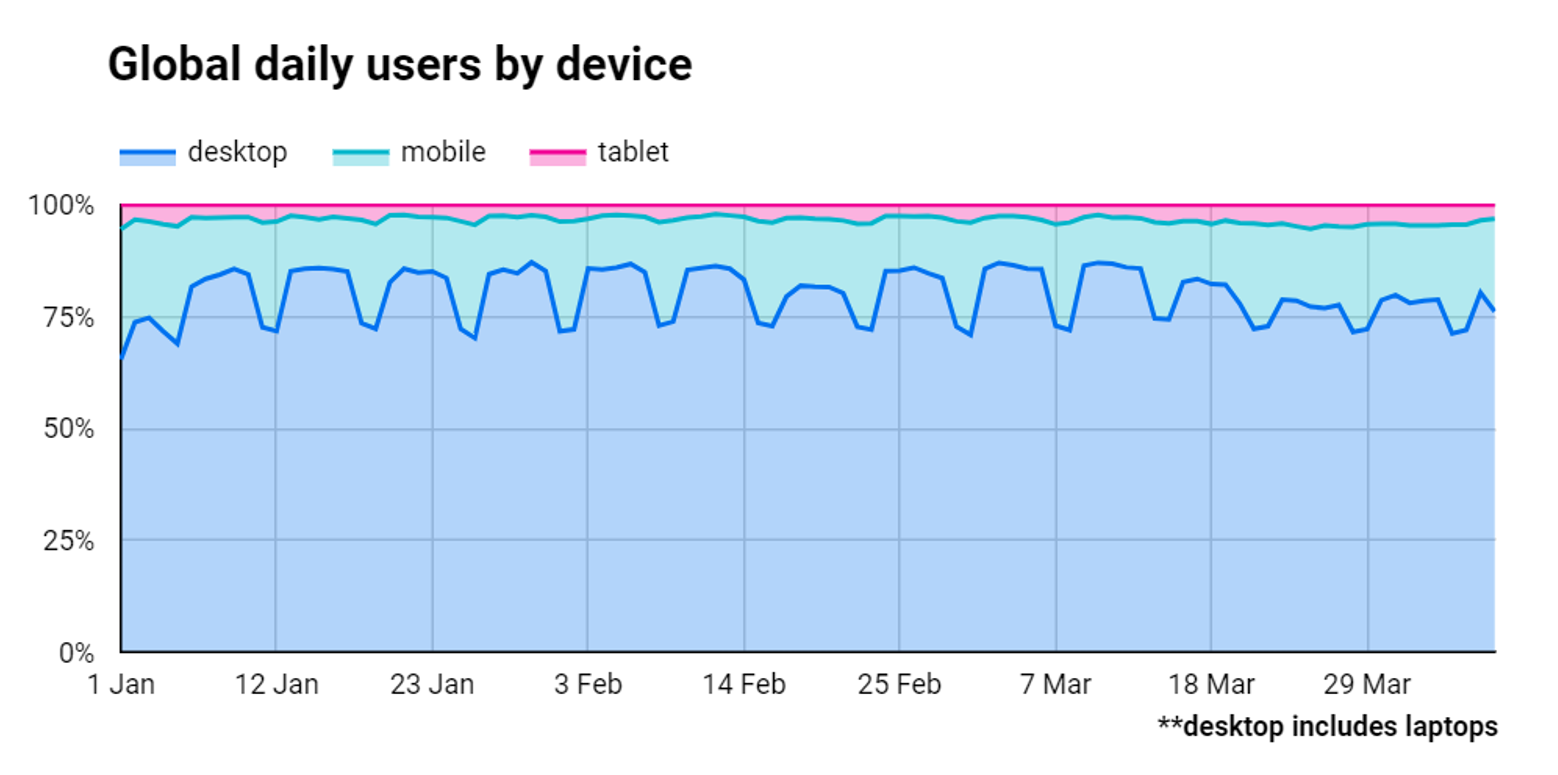 Global daily users by device
desktop mobile tablet
100%
75%
50%
25%
0%
1 Jan 12 Jan 23 Jan 3 Feb 14 Feb 25 Feb 7 Mar 18 Mar 29 Mar
**desktop includes laptops